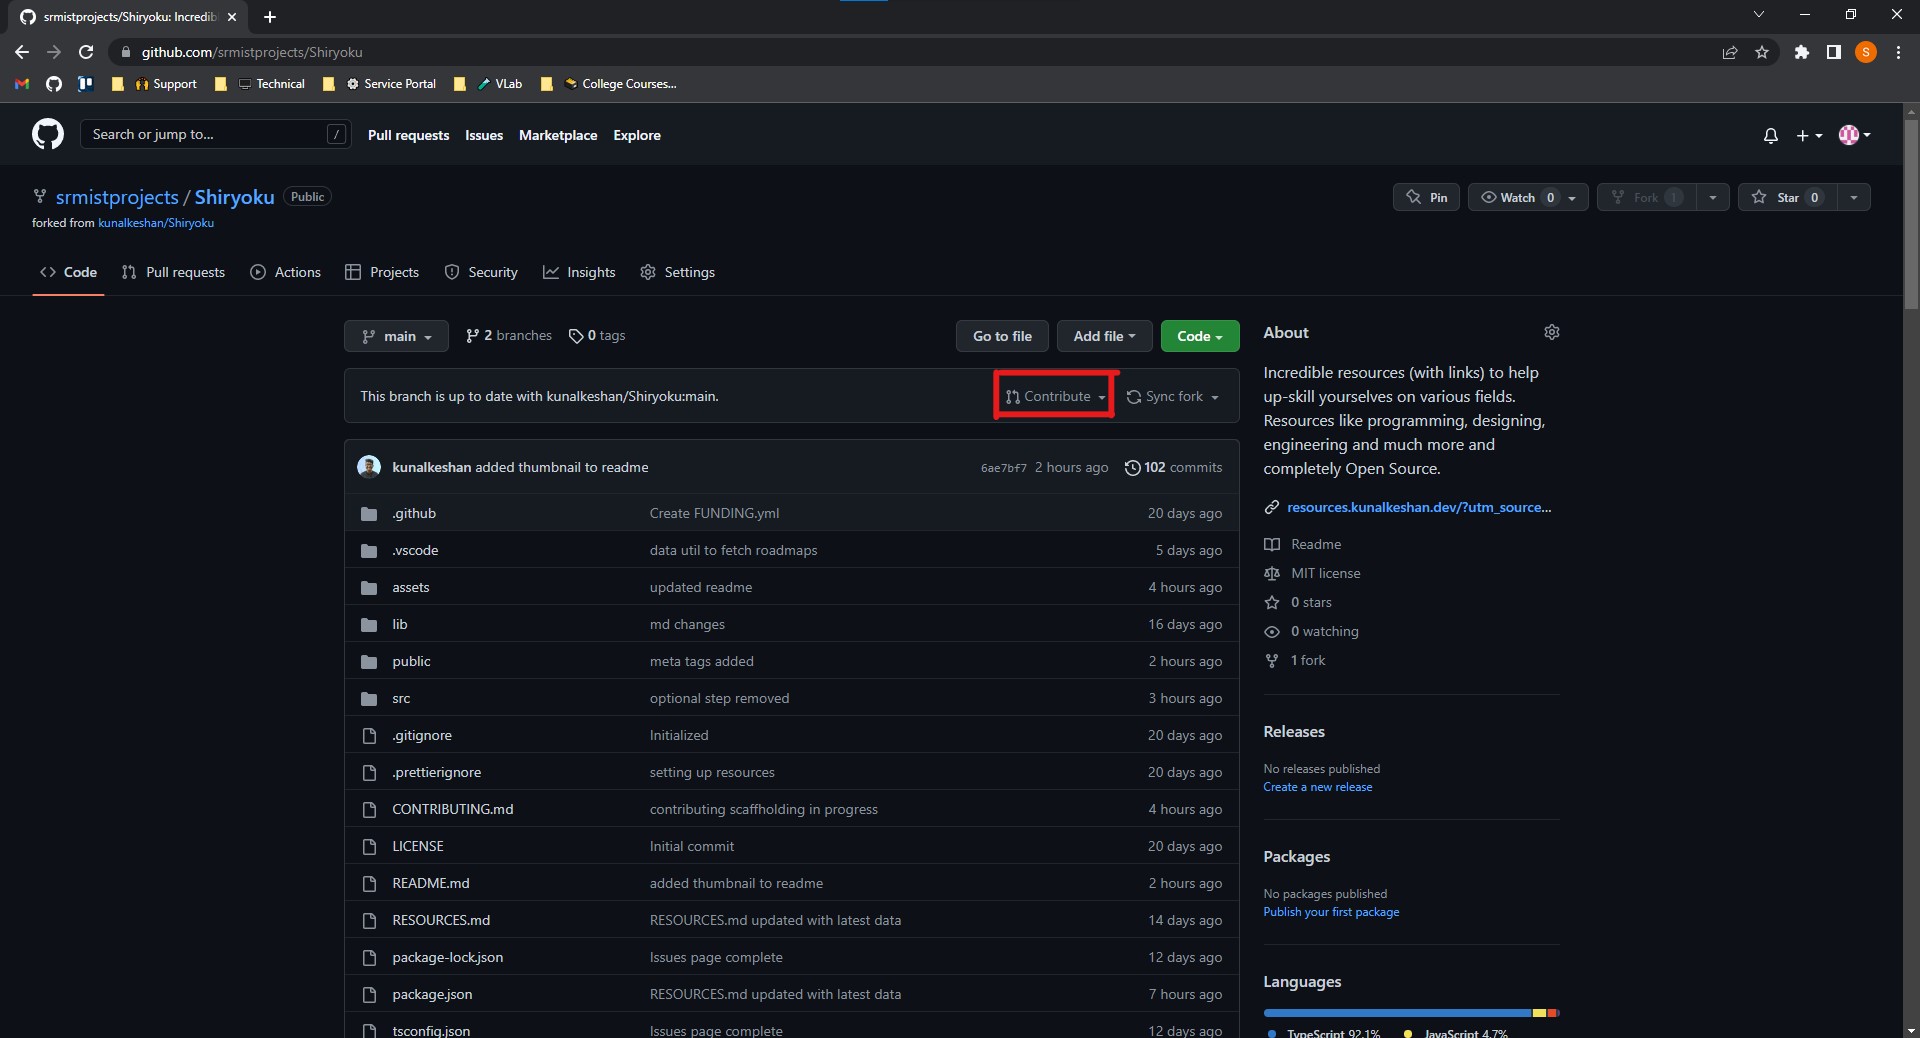 srmistprojects/Shiryoku: Incredib
github.com/srmistprojects/Shiryoku
S
Support
Technical
Service Portal
VLab
College Courses...
Search or jump to...
/
Pull requests
Issues
Marketplace
Explore
srmistprojects / Shiryoku Public
forked from kunalkeshan/Shiryoku
Pin
Watch 0
Fork 1
Star 0
Code
Pull requests
Actions
Projects
Security
Insights
Settings
main
2 branches
0 tags
Go to file
Add file
Code
This branch is up to date with kunalkeshan/Shiryoku:main.
Contribute
Sync fork
kunalkeshan added thumbnail to readme
6ae7bf7 2 hours ago
102 commits
.github Create FUNDING.yml 20 days ago
.vscode data util to fetch roadmaps 5 days ago
assets updated readme 4 hours ago
lib md changes 16 days ago
public meta tags added 2 hours ago
src optional step removed 3 hours ago
.gitignore Initialized 20 days ago
.prettierignore setting up resources 20 days ago
CONTRIBUTING.md contributing scaffholding in progress 4 hours ago
LICENSE Initial commit 20 days ago
README.md added thumbnail to readme 2 hours ago
RESOURCES.md RESOURCES.md updated with latest data 14 days ago
package-lock.json Issues page complete 12 days ago
package.json RESOURCES.md updated with latest data 7 hours ago
tsconfig.json Issues page complete 12 days ago
About
Incredible resources (with links) to help
up-skill yourselves on various fields.
Resources like programming, designing,
engineering and much more and
completely Open Source.
resources.kunalkeshan.dev/?utm_source...
Readme
MIT license
0 stars
0 watching
1 fork
Releases
No releases published
Create a new release
Packages
No packages published
Publish your first package
Languages
TypeScript 92.1%
JavaScript 4.7%